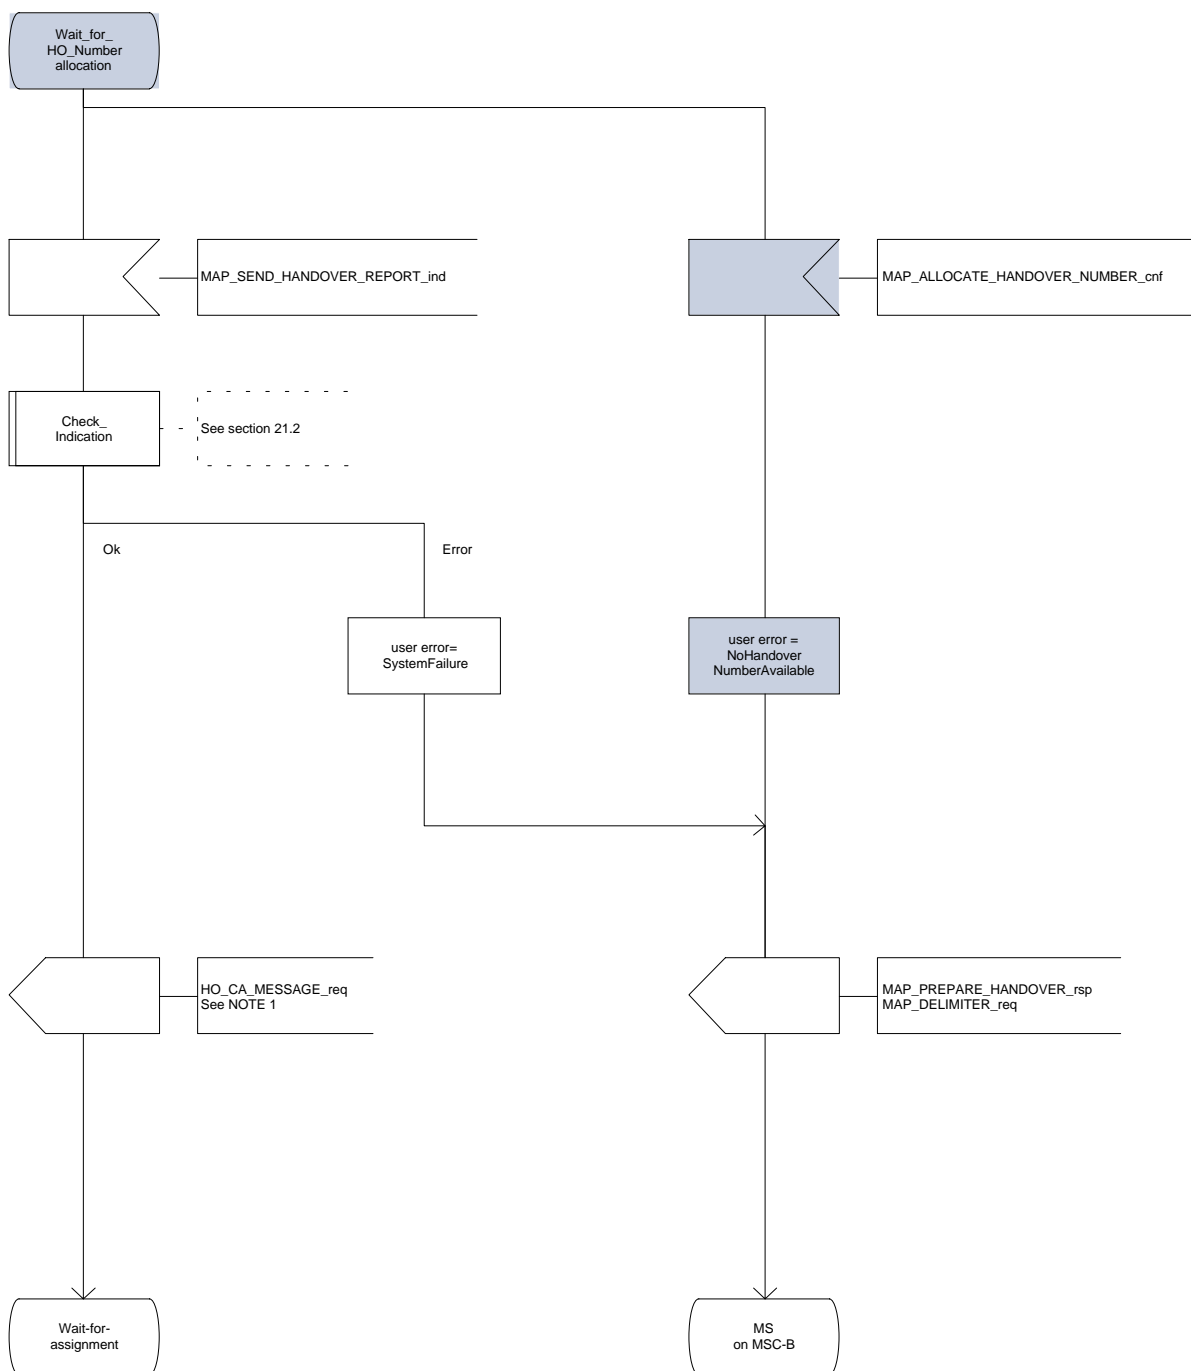 Wait_for_
HO_Number
allocation
MAP_SEND_HANDOVER_REPORT_ind
MAP_ALLOCATE_HANDOVER_NUMBER_cnf
Check_
Indication
See section 21.2
Ok
Error
user error=
SystemFailure
user error =
NoHandover
NumberAvailable
HO_CA_MESSAGE_req
See NOTE 1
MAP_PREPARE_HANDOVER_rsp
MAP_DELIMITER_req
Wait-for-
assignment
MS
on MSC-B